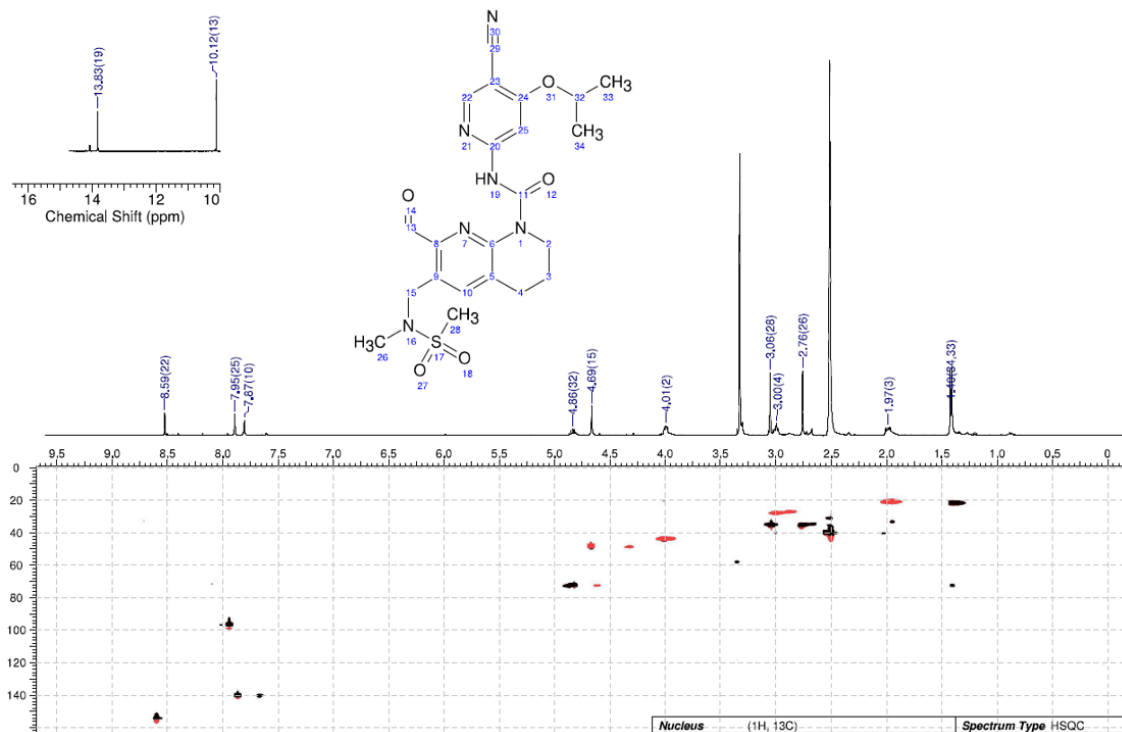 13.83(19)
10.12(13)
16 14 12 10
Chemical Shift (ppm)
N
30
29
23
22
24
O
31
32
CH3
33
N
21
25
CH3
34
20
NH
19
O
12
11
O
14
13
N
7
N
1
8
6
2
9
5
3
15
10
4
N
16
CH3
28
H3C
26
S
17
O
27
O
18
8.59(22)
7.95(25)
7.87(10)
4.86(32)
4.69(15)
4.01(2)
3.06(28)
3.00(4)
2.76(26)
1.97(3)
1.40(34,33)
9.5 9.0 8.5 8.0 7.5 7.0 6.5 6.0 5.5 5.0 4.5 4.0 3.5 3.0 2.5 2.0 1.5 1.0 0.5 0
0
20
40
60
80
100
120
140
Nucleus (1H, 13C) Spectrum Type HSQC